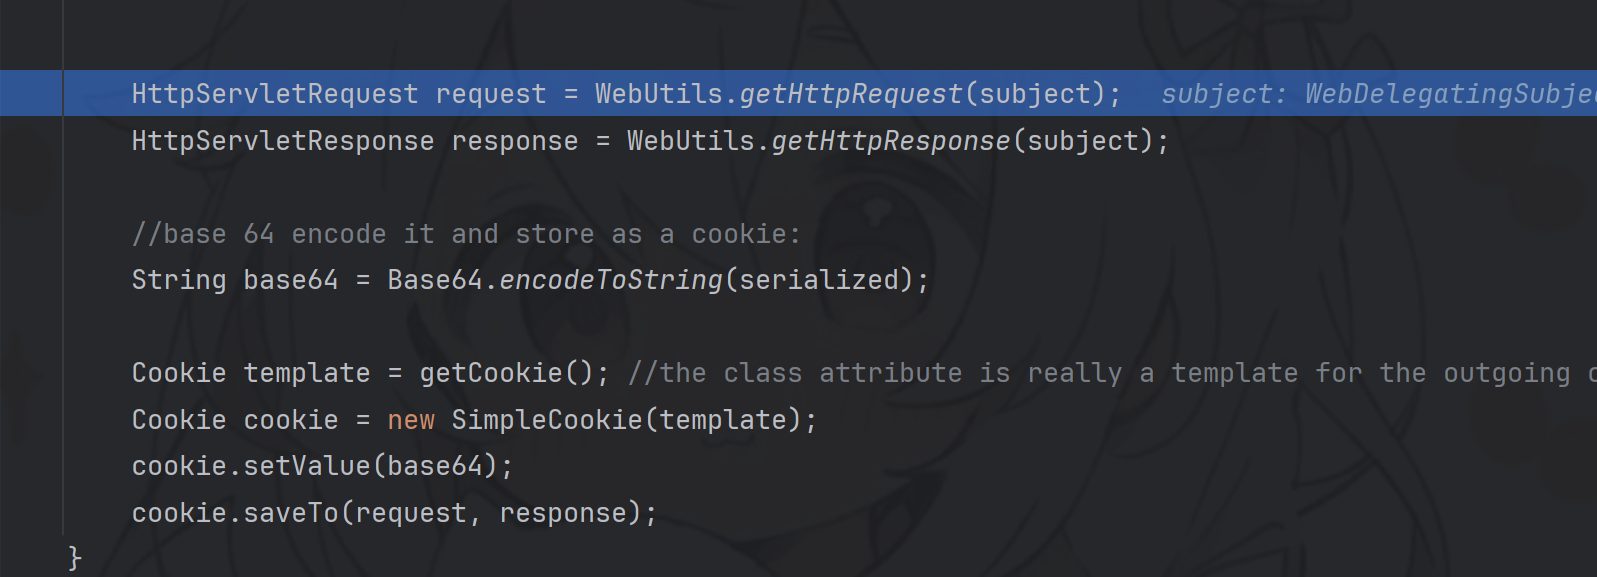 HttpServletRequest request = WebUtils.getHttpRequest(subject);   subject: WebDelegatingSubje
HttpServletResponse response = WebUtils.getHttpResponse(subject);
//base 64 encode it and store as a cookie:
String base64 = Base64.encodeToString(serialized);
Cookie template = getCookie(); //the class attribute is really a template for the outgoing
Cookie cookie = new SimpleCookie(template);
cookie.setValue(base64);
cookie.saveTo(request, response);
}